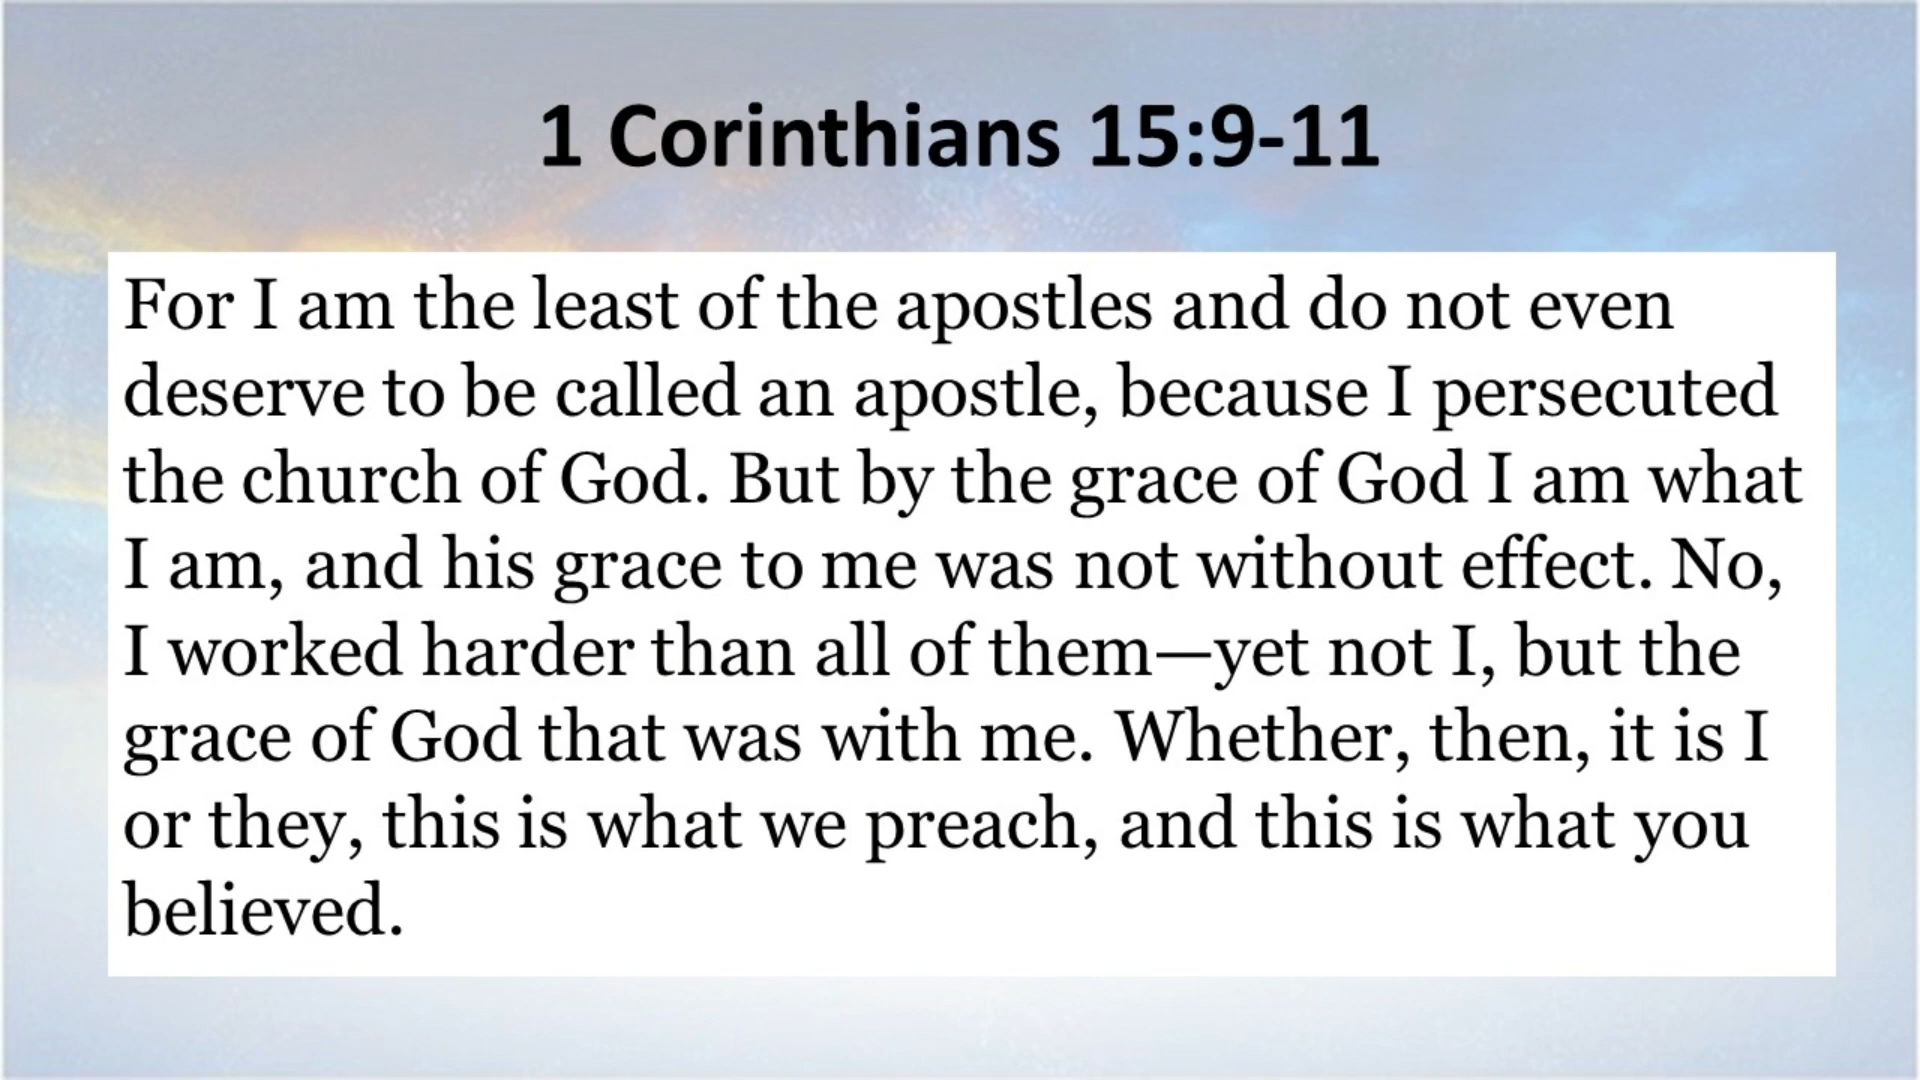 1 Corinthians 15:9-11
For I am the least of the apostles and do not even
deserve to be called an apostle, because I persecuted
the church of God. But by the grace of God I am what
I am, and his grace to me was not without effect. No,
I worked harder than all of them—yet not I, but the
grace of God that was with me. Whether, then, it is I
or they, this is what we preach, and this is what you
believed.